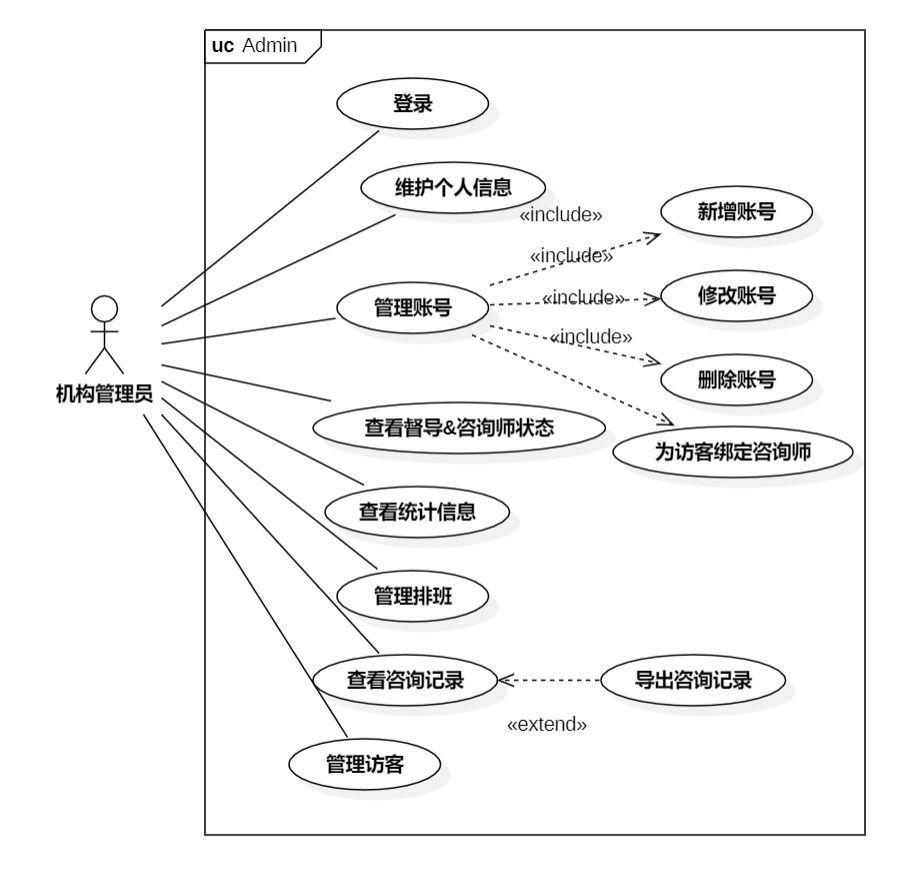 uc Admin
登录
维护个人信息
«include»
新增账号
«include»
管理账号
«include»
修改账号
«include»
机构管理员
删除账号
查看督导&咨询师状态
为访客绑定咨询师
查看统计信息
管理排班
查看咨询记录
导出咨询记录
«extend»
管理访客